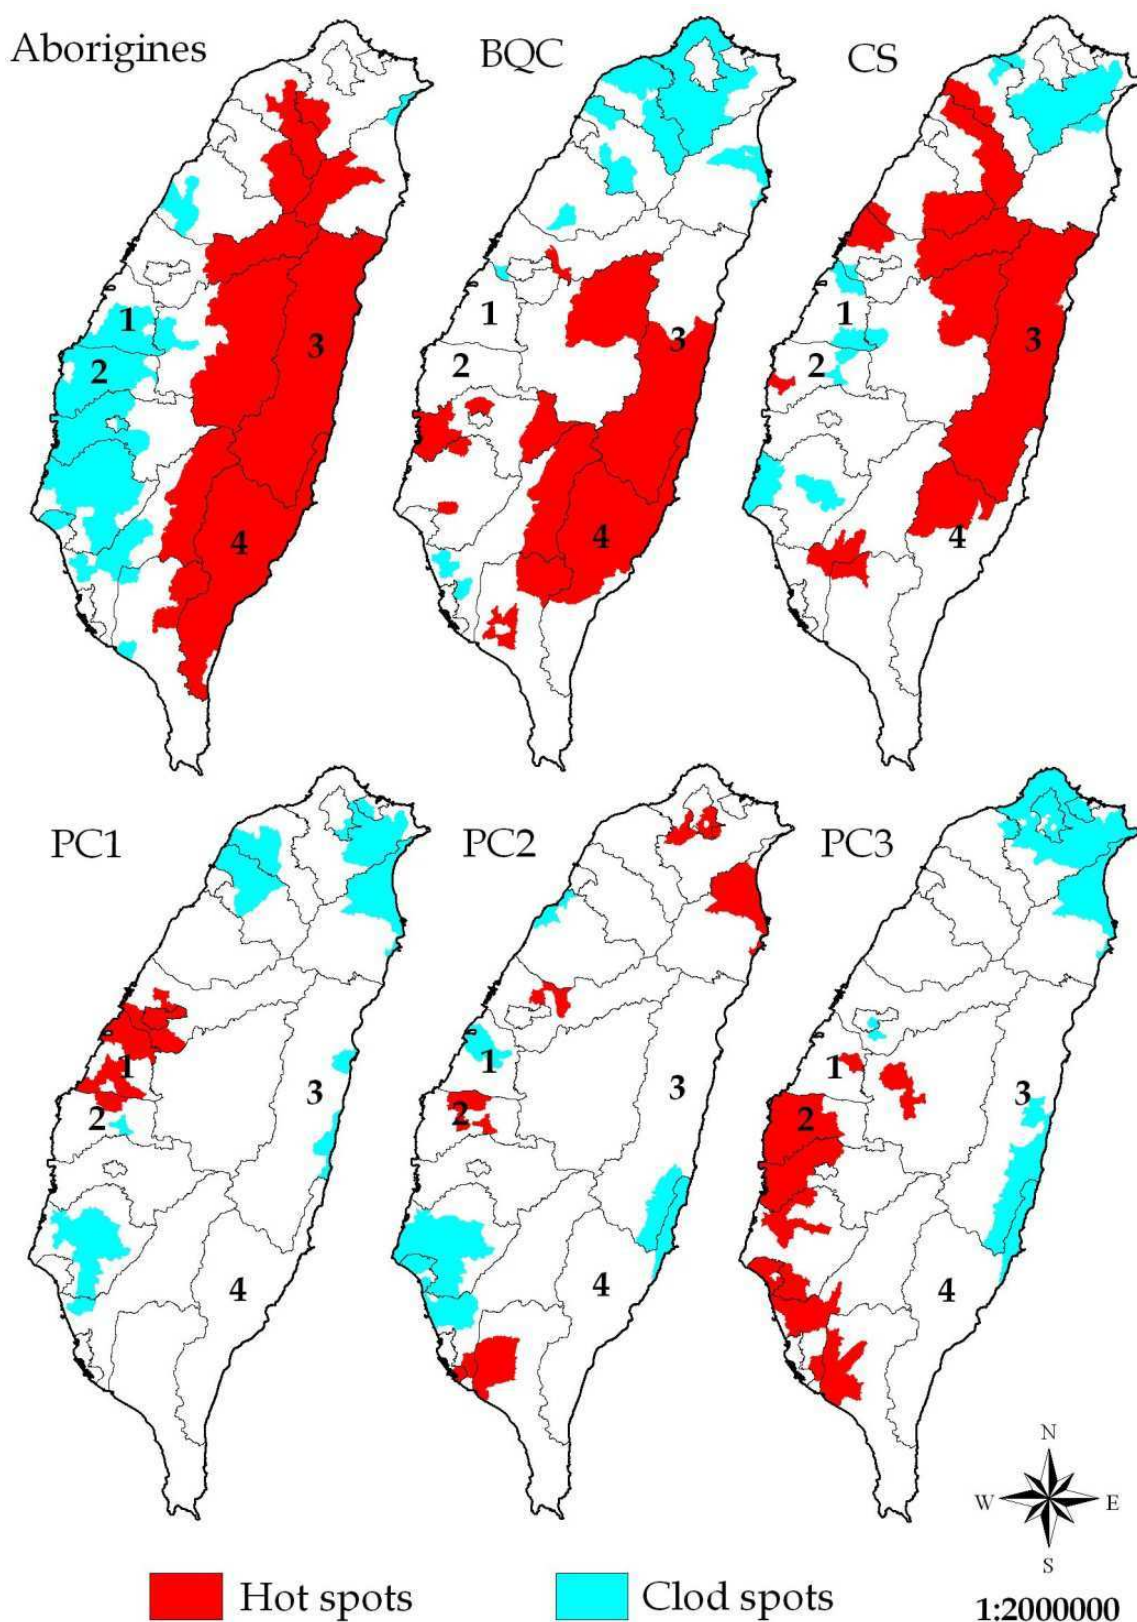 Aborigines BQC CS
1 1 1
2 3 2 3 2 3
4 4 4
PC1 PC2 PC3
1 1 1
2 3 2 3 2 3
4 4 4
N
W E
S
Hot spots Clod spots 1:2000000